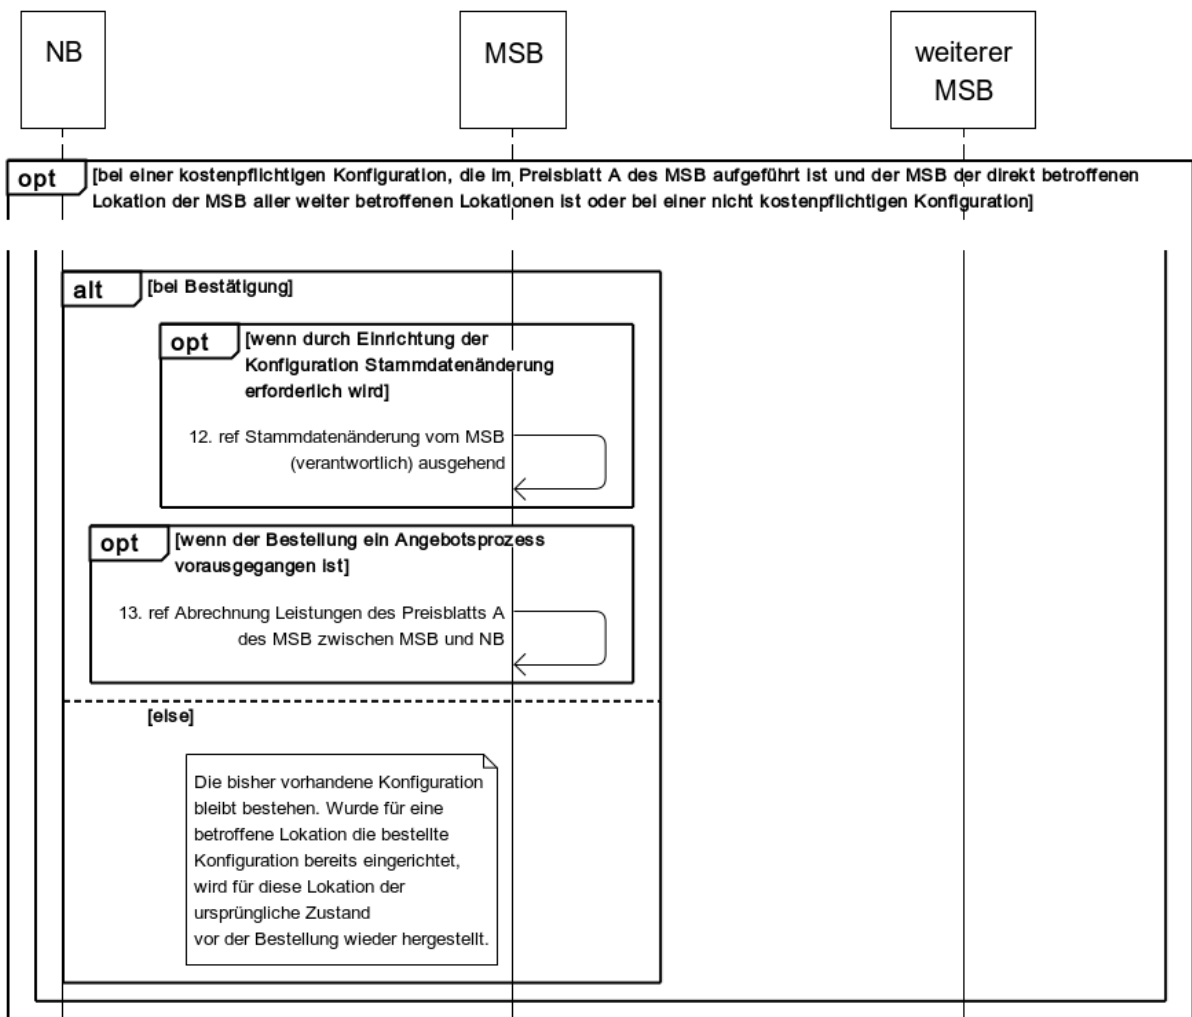 NB
MSB
weiterer
MSB
opt
[bei einer kostenpflichtigen Konfiguration, die im Preisblatt A des MSB aufgeführt ist und der MSB der direkt betroffenen
Lokation der MSB aller weiter betroffenen Lokationen ist oder bei einer nicht kostenpflichtigen Konfiguration]
alt
[bei Bestätigung]
opt
[wenn durch Einrichtung der
Konfiguration Stammdatenänderung
erforderlich wird]
12. ref Stammdatenänderung vom MSB
(verantwortlich) ausgehend
opt
[wenn der Bestellung ein Angebotsprozess
vorausgegangen ist]
13. ref Abrechnung Leistungen des Preisblatts A
des MSB zwischen MSB und NB
[else]
Die bisher vorhandene Konfiguration
bleibt bestehen. Wurde für eine
betroffene Lokation die bestellte
Konfiguration bereits eingerichtet,
wird für diese Lokation der
ursprüngliche Zustand
vor der Bestellung wieder hergestellt.